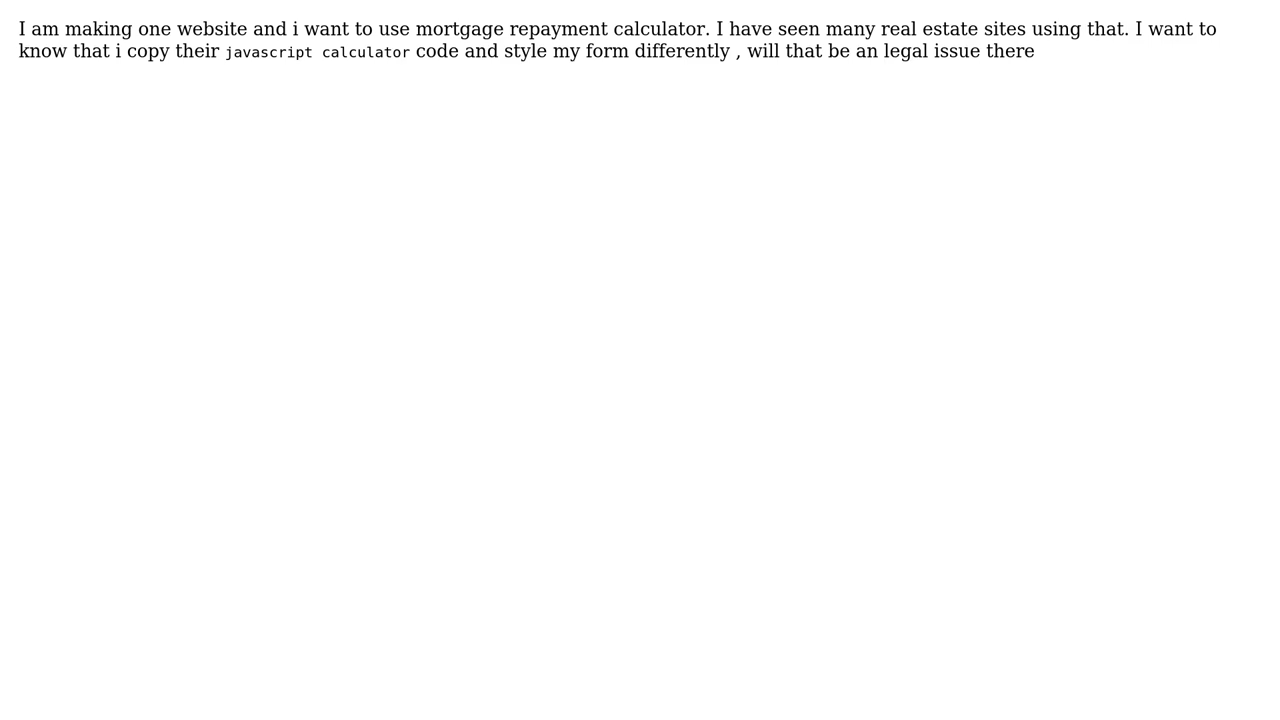 I am making one website and i want to use mortgage repayment calculator. I have seen many real estate sites using that. I want to
know that i copy their javascript calculator code and style my form differently , will that be an legal issue there